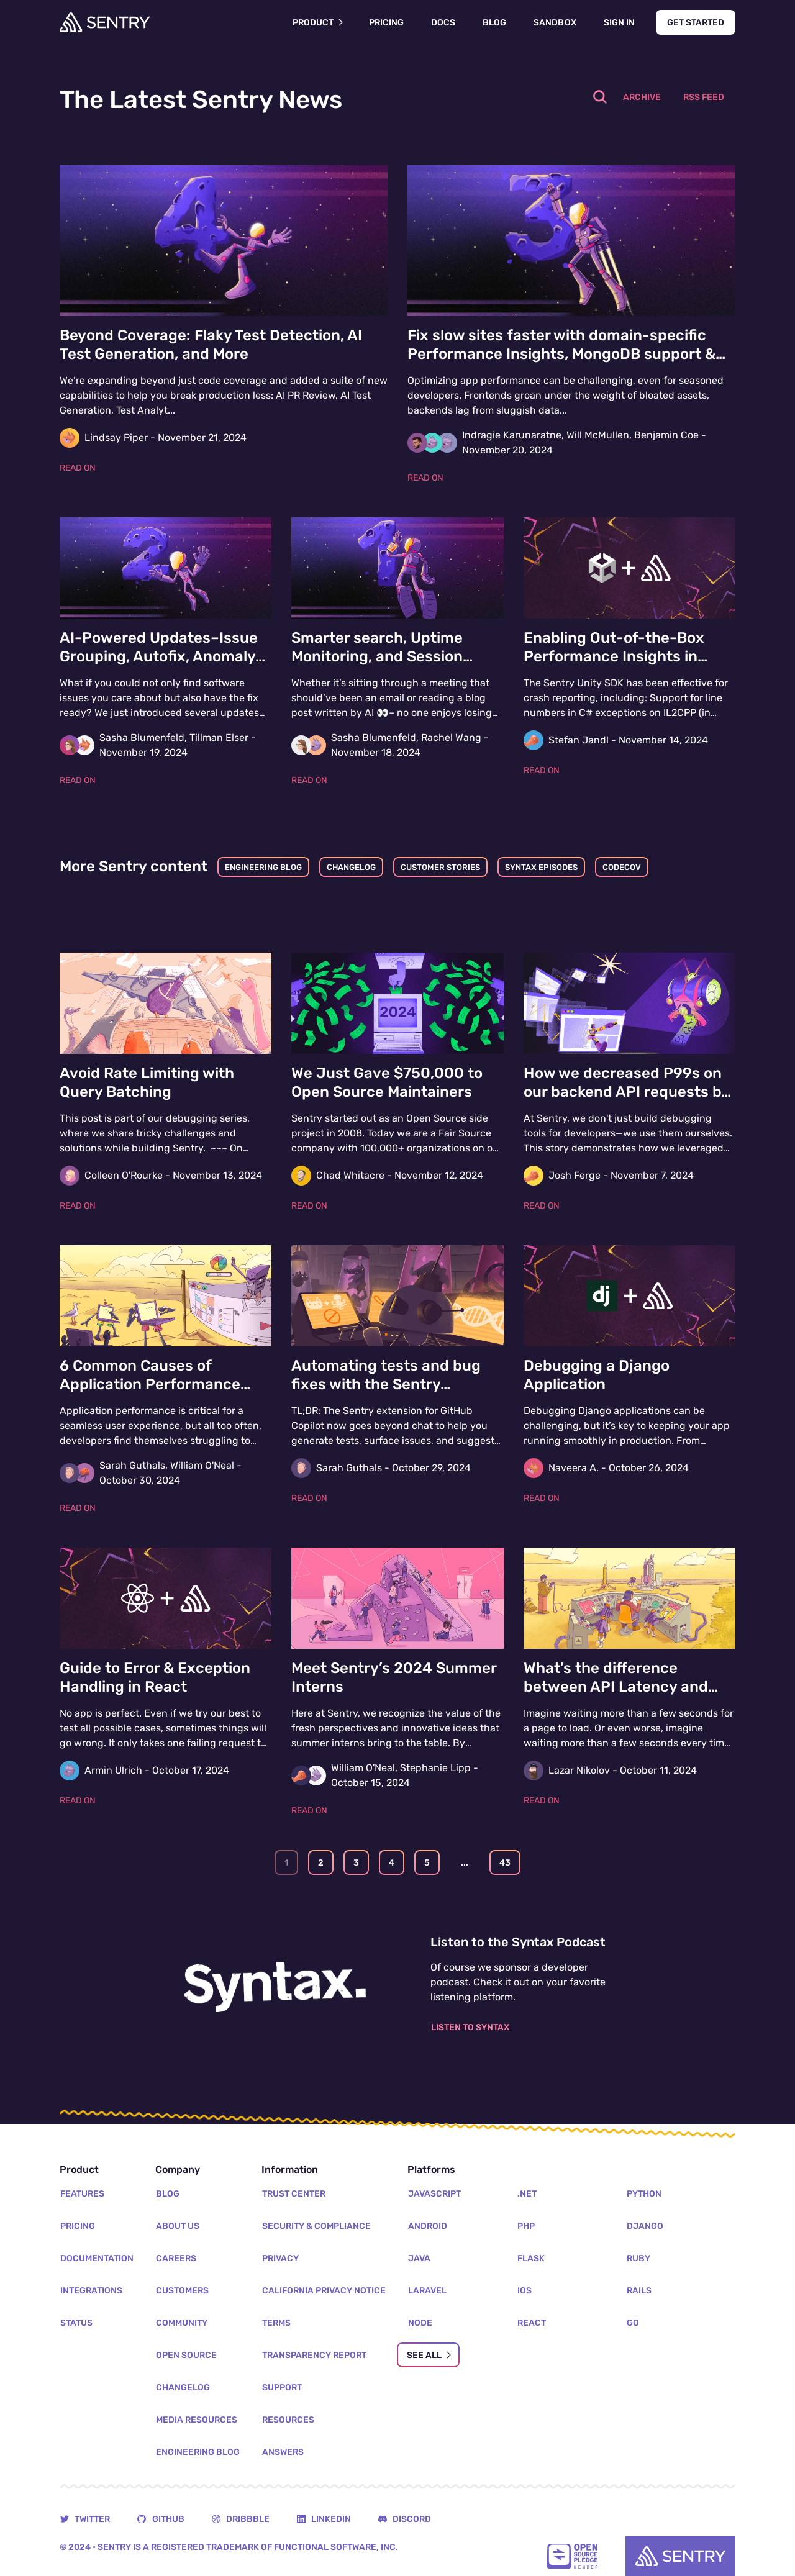 SENTRY
PRODUCT
PRICING
DOCS
BLOG
SANDBOX
SIGN IN
GET STARTED
The Latest Sentry News
ARCHIVE
RSS FEED
4
Beyond Coverage: Flaky Test Detection, AI
Test Generation, and More
We're expanding beyond just code coverage and added a suite of new
capabilities to help you break production less: AI PR Review, AI Test
Generation, Test Analyt...
Lindsay Piper - November 21, 2024
READ ON
3
Fix slow sites faster with domain-specific
Performance Insights, MongoDB support &...
Optimizing app performance can be challenging, even for seasoned
developers. Frontends groan under the weight of bloated assets,
backends lag from sluggish data...
Indragie Karunaratne, Will McMullen, Benjamin Coe -
November 20, 2024
READ ON
2
AI-Powered Updates–Issue
Grouping, Autofix, Anomaly...
What if you could not only find software
issues you care about but also have the fix
ready? We just introduced several updates...
Sasha Blumenfeld, Tillman Elser -
November 19, 2024
READ ON
1
Smarter search, Uptime
Monitoring, and Session...
Whether it's sitting through a meeting that
should've been an email or reading a blog
post written by AI 👀– no one enjoys losing...
Sasha Blumenfeld, Rachel Wang -
November 18, 2024
READ ON
+
Enabling Out-of-the-Box
Performance Insights in...
The Sentry Unity SDK has been effective for
crash reporting, including: Support for line
numbers in C# exceptions on IL2CPP (in...
Stefan Jandl - November 14, 2024
READ ON
More Sentry content
ENGINEERING BLOG
CHANGELOG
CUSTOMER STORIES
SYNTAX EPISODES
CODECOV
Avoid Rate Limiting with
Query Batching
This post is part of our debugging series,
where we share tricky challenges and
solutions while building Sentry. ––– On...
Colleen O'Rourke - November 13, 2024
READ ON
2024
We Just Gave $750,000 to
Open Source Maintainers
Sentry started out as an Open Source side
project in 2008. Today we are a Fair Source
company with 100,000+ organizations on o...
Chad Whitacre - November 12, 2024
READ ON
How we decreased P99s on
our backend API requests b...
At Sentry, we don't just build debugging
tools for developers—we use them ourselves.
This story demonstrates how we leveraged...
Josh Ferge - November 7, 2024
READ ON
6 Common Causes of
Application Performance...
Application performance is critical for a
seamless user experience, but all too often,
developers find themselves struggling to...
Sarah Guthals, William O'Neal -
October 30, 2024
READ ON
Automating tests and bug
fixes with the Sentry...
TL;DR: The Sentry extension for GitHub
Copilot now goes beyond chat to help you
generate tests, surface issues, and suggest...
Sarah Guthals - October 29, 2024
READ ON
dj +
Debugging a Django
Application
Debugging Django applications can be
challenging, but it's key to keeping your app
running smoothly in production. From...
Naveera A. - October 26, 2024
READ ON
+
Guide to Error & Exception
Handling in React
No app is perfect. Even if we try our best to
test all possible cases, sometimes things will
go wrong. It only takes one failing request t...
Armin Ulrich - October 17, 2024
READ ON
Meet Sentry's 2024 Summer
Interns
Here at Sentry, we recognize the value of the
fresh perspectives and innovative ideas that
summer interns bring to the table. By...
William O'Neal, Stephanie Lipp -
October 15, 2024
READ ON
What's the difference
between API Latency and...
Imagine waiting more than a few seconds for
a page to load. Or even worse, imagine
waiting more than a few seconds every tim...
Lazar Nikolov - October 11, 2024
READ ON
1 2 3 4 5 ... 43
Syntax.
Listen to the Syntax Podcast
Of course we sponsor a developer
podcast. Check it out on your favorite
listening platform.
LISTEN TO SYNTAX
Product
FEATURES
PRICING
DOCUMENTATION
INTEGRATIONS
STATUS
Company
BLOG
ABOUT US
CAREERS
CUSTOMERS
COMMUNITY
OPEN SOURCE
CHANGELOG
MEDIA RESOURCES
ENGINEERING BLOG
Information
TRUST CENTER
SECURITY & COMPLIANCE
PRIVACY
CALIFORNIA PRIVACY NOTICE
TERMS
TRANSPARENCY REPORT
SUPPORT
RESOURCES
ANSWERS
Platforms
JAVASCRIPT
ANDROID
JAVA
LARAVEL
NODE
.NET
PHP
FLASK
IOS
REACT
PYTHON
DJANGO
RUBY
RAILS
GO
SEE ALL
TWITTER
GITHUB
DRIBBBLE
LINKEDIN
DISCORD
© 2024 • SENTRY IS A REGISTERED TRADEMARK OF FUNCTIONAL SOFTWARE, INC.
OPEN
SOURCE
PLEDGE
MEMBER
SENTRY